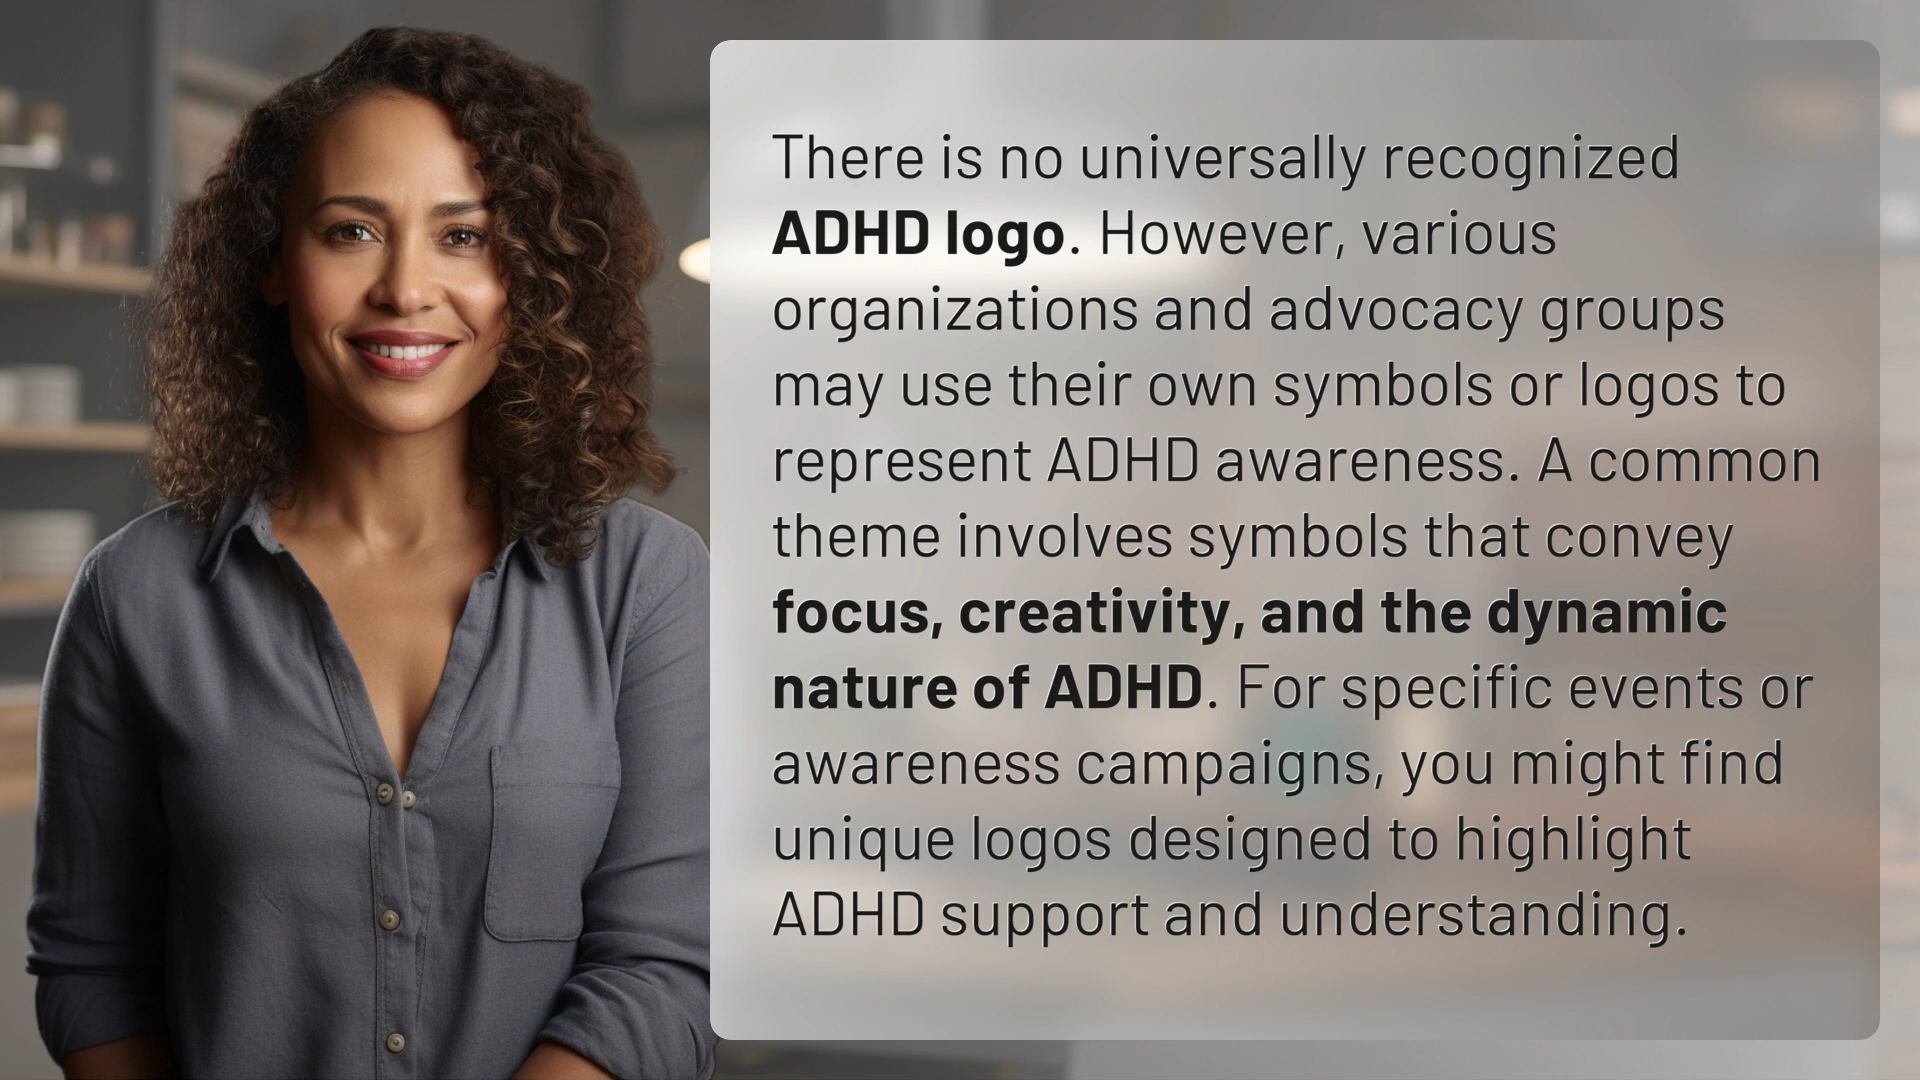 There is no universally recognized
ADHD logo. However, various
organizations and advocacy groups
may use their own symbols or logos to
represent ADHD awareness. A common
theme involves symbols that convey
focus, creativity, and the dynamic
nature of ADHD. For specific events or
awareness campaigns, you might find
unique logos designed to highlight
ADHD support and understanding.